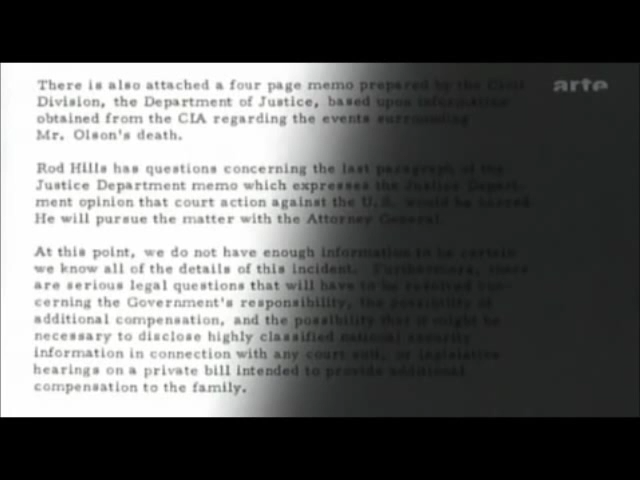 arte
There is also attached a four page memo prepared by the Civil
Division, the Department of Justice, based upon information
obtained from the CIA regarding the events surrounding
Mr. Olson's death.
Rod Hills has questions concerning the last paragraph of the
Justice Department memo which expresses the Justice Depart-
ment opinion that court action against the U.S. would be barred.
He will pursue the matter with the Attorney General.
At this point, we do not have enough information to be certain
we know all of the details of this incident. Furthermore, there
are serious legal questions that will have to be resolved con-
cerning the Government's responsibility, the possibility of
additional compensation, and the possibility that it might be
necessary to disclose highly classified national security
information in connection with any court suit, or legislative
hearings on a private bill intended to provide additional
compensation to the family.